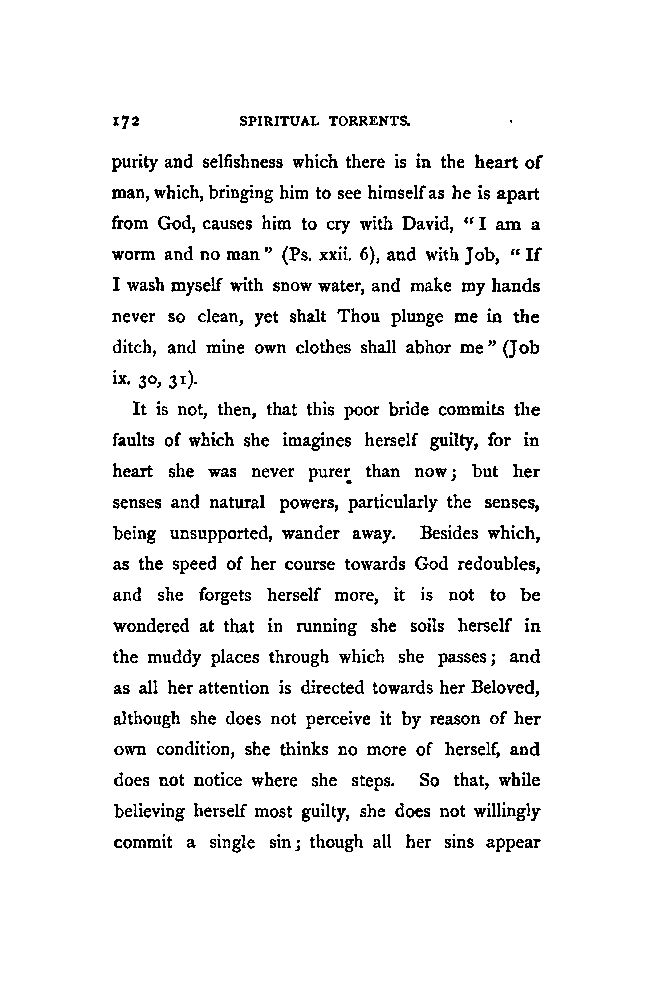 172 SPIRITUAL TORRENTS.
purity and selfishness which there is in the heart of
man, which, bringing him to see himself as he is apart
from God, causes him to cry with David, “I am a
worm and no man” (Ps. xxii. 6), and with Job, “If
I wash myself with snow water, and make my hands
never so clean, yet shalt Thou plunge me in the
ditch, and mine own clothes shall abhor me” (Job
ix. 30, 31).
It is not, then, that this poor bride commits the
faults of which she imagines herself guilty, for in
heart she was never purer than now; but her
senses and natural powers, particularly the senses,
being unsupported, wander away. Besides which,
as the speed of her course towards God redoubles,
and she forgets herself more, it is not to be
wondered at that in running she soils herself in
the muddy places through which she passes; and
as all her attention is directed towards her Beloved,
although she does not perceive it by reason of her
own condition, she thinks no more of herself, and
does not notice where she steps. So that, while
believing herself most guilty, she does not willingly
commit a single sin; though all her sins appear